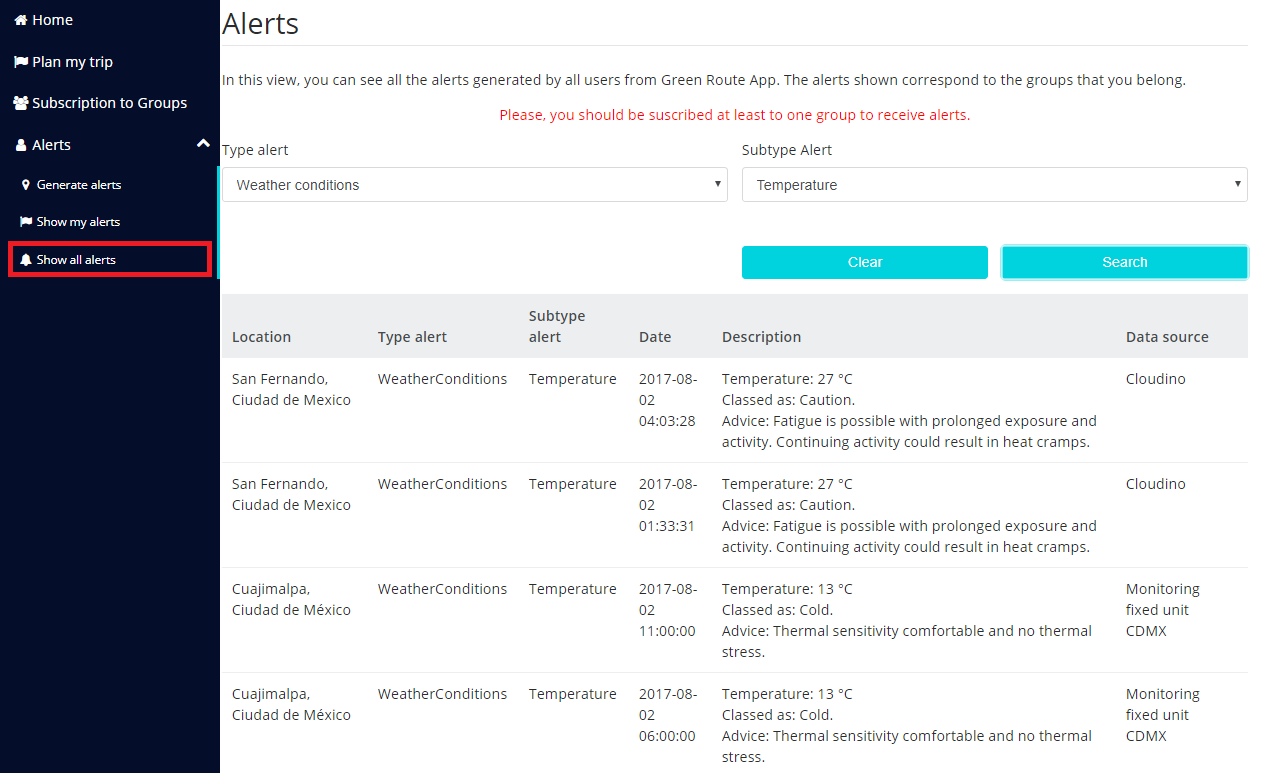 Home
Plan my trip
Subscription to Groups
Alerts
Generate alerts
Show my alerts
Show all alerts
Alerts
In this view, you can see all the alerts generated by all users from Green Route App. The alerts shown correspond to the groups that you belong.
Please, you should be suscribed at least to one group to receive alerts.
Type alert
Subtype Alert
Weather conditions
Temperature
Clear
Search
Location
Type alert
Subtype
alert
Date
Description
Data source
San Fernando,
Ciudad de Mexico
WeatherConditions
Temperature
2017-08-
02
04:03:28
Temperature: 27 °C
Classed as: Caution.
Advice: Fatigue is possible with prolonged exposure and
activity. Continuing activity could result in heat cramps.
Cloudino
San Fernando,
Ciudad de Mexico
WeatherConditions
Temperature
2017-08-
02
01:33:31
Temperature: 27 °C
Classed as: Caution.
Advice: Fatigue is possible with prolonged exposure and
activity. Continuing activity could result in heat cramps.
Cloudino
Cuajimalpa,
Ciudad de México
WeatherConditions
Temperature
2017-08-
02
11:00:00
Temperature: 13 °C
Classed as: Cold.
Advice: Thermal sensitivity comfortable and no thermal
stress.
Monitoring
fixed unit
CDMX
Cuajimalpa,
Ciudad de México
WeatherConditions
Temperature
2017-08-
02
06:00:00
Temperature: 13 °C
Classed as: Cold.
Advice: Thermal sensitivity comfortable and no thermal
stress.
Monitoring
fixed unit
CDMX